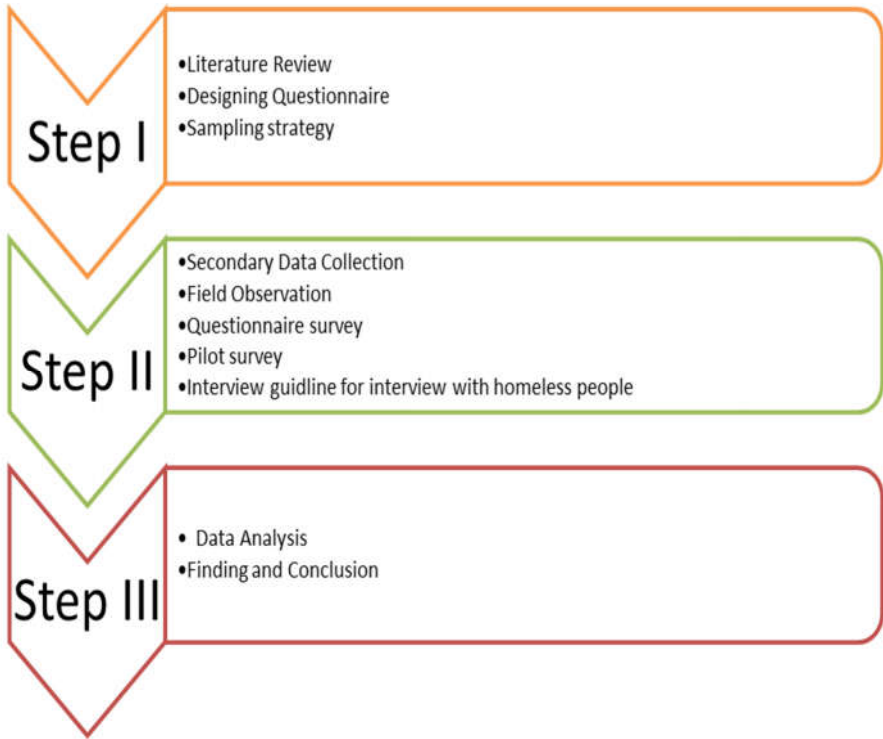 Step I
•Literature Review
•Designing Questionnaire
•Sampling strategy
Step II
•Secondary Data Collection
•Field Observation
•Questionnaire survey
•Pilot survey
•Interview guidline for interview with homeless people
Step III
• Data Analysis
•Finding and Conclusion